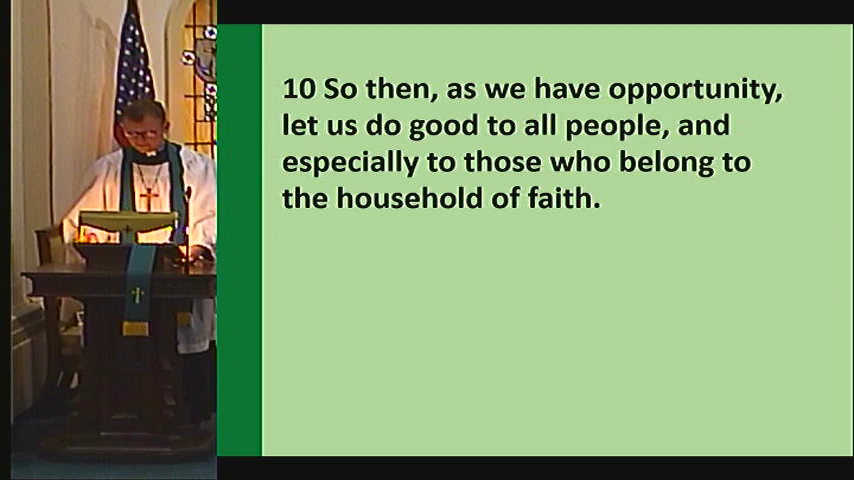 10 So then, as we have opportunity,
let us do good to all people, and
especially to those who belong to
the household of faith.